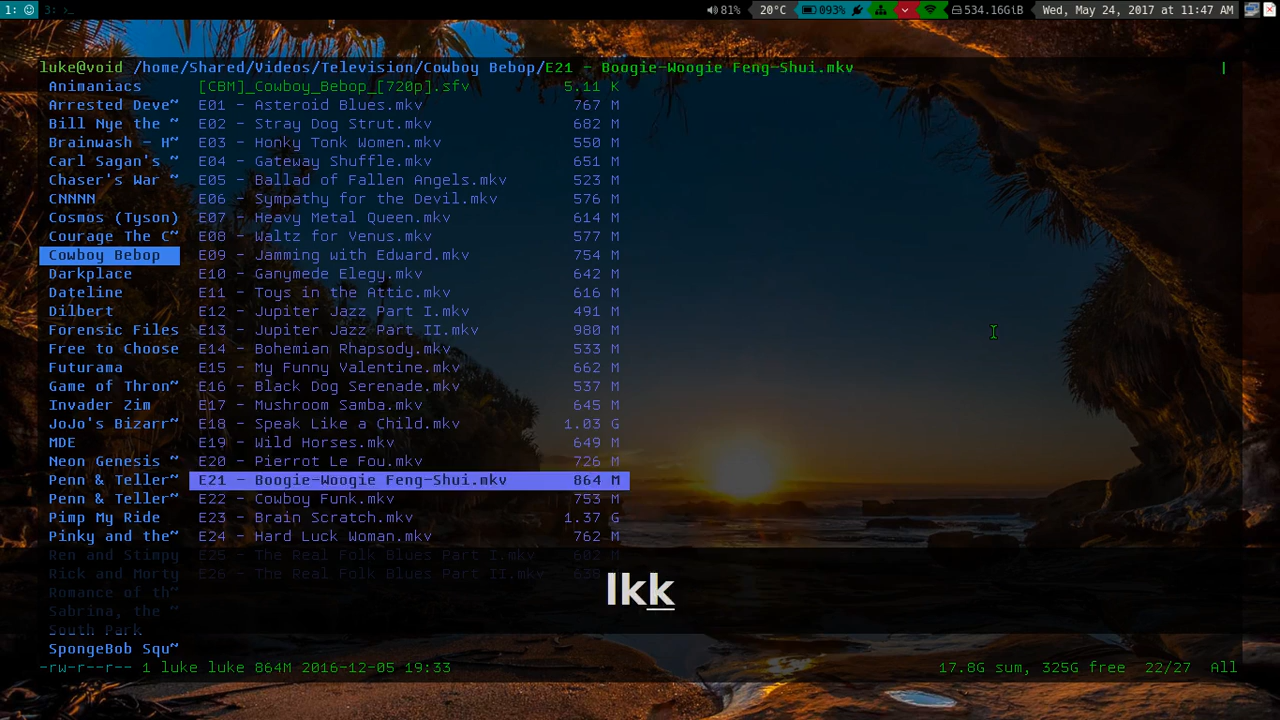 1: 3: >_ 81% 20°C 093% 534.16GiB Wed, May 24, 2017 at 11:47 AM
luke@void /home/Shared/Videos/Television/Cowboy Bebop/E21 - Boogie-Woogie Feng-Shui.mkv
Animaniacs [CBM]_Cowboy_Bebop_[720p].sfv 5.11 K
Arrested Deve~ E01 - Asteroid Blues.mkv 767 M
Bill Nye the ~ E02 - Stray Dog Strut.mkv 682 M
Brainwash - H~ E03 - Honky Tonk Women.mkv 550 M
Carl Sagan's ~ E04 - Gateway Shuffle.mkv 651 M
Chaser's War ~ E05 - Ballad of Fallen Angels.mkv 523 M
CNNNN E06 - Sympathy for the Devil.mkv 576 M
Cosmos (Tyson) E07 - Heavy Metal Queen.mkv 614 M
Courage The C~ E08 - Waltz for Venus.mkv 577 M
Cowboy Bebop E09 - Jamming with Edward.mkv 754 M
Darkplace E10 - Ganymede Elegy.mkv 642 M
Dateline E11 - Toys in the Attic.mkv 616 M
Dilbert E12 - Jupiter Jazz Part I.mkv 491 M
Forensic Files E13 - Jupiter Jazz Part II.mkv 980 M
Free to Choose E14 - Bohemian Rhapsody.mkv 533 M
Futurama E15 - My Funny Valentine.mkv 662 M
Game of Thron~ E16 - Black Dog Serenade.mkv 537 M
Invader Zim E17 - Mushroom Samba.mkv 645 M
JoJo's Bizarr~ E18 - Speak Like a Child.mkv 1.03 G
MDE E19 - Wild Horses.mkv 649 M
Neon Genesis ~ E20 - Pierrot Le Fou.mkv 726 M
Penn & Teller~ E21 - Boogie-Woogie Feng-Shui.mkv 864 M
Penn & Teller~ E22 - Cowboy Funk.mkv 753 M
Pimp My Ride E23 - Brain Scratch.mkv 1.37 G
Pinky and the~ E24 - Hard Luck Woman.mkv 762 M
Ren and Stimpy E25 - The Real Folk Blues Part I.mkv 602 M
Rick and Morty E26 - The Real Folk Blues Part II.mkv 638
Romance of th~
lkk
Sabrina, the ~
South Park
SpongeBob Squ~
-rw-r--r-- 1 luke luke 864M 2016-12-05 19:33 17.8G sum, 325G free 22/27 All